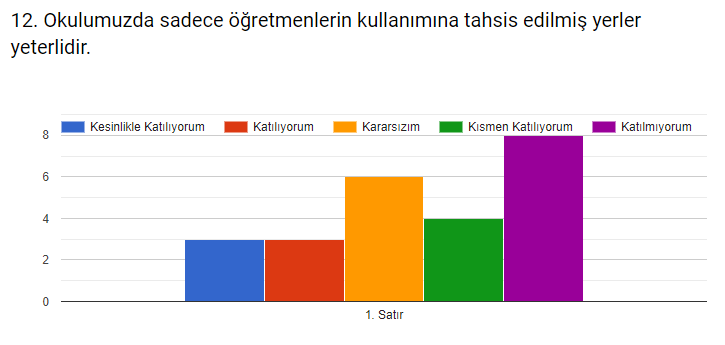 12. Okulumuzda sadece öğretmenlerin kullanımına tahsis edilmiş yerler
yeterlidir.
Kesinlikle Katılıyorum Katılıyorum Kararsızım Kısmen Katılıyorum Katılmıyorum
8
6
4
2
0
1. Satır